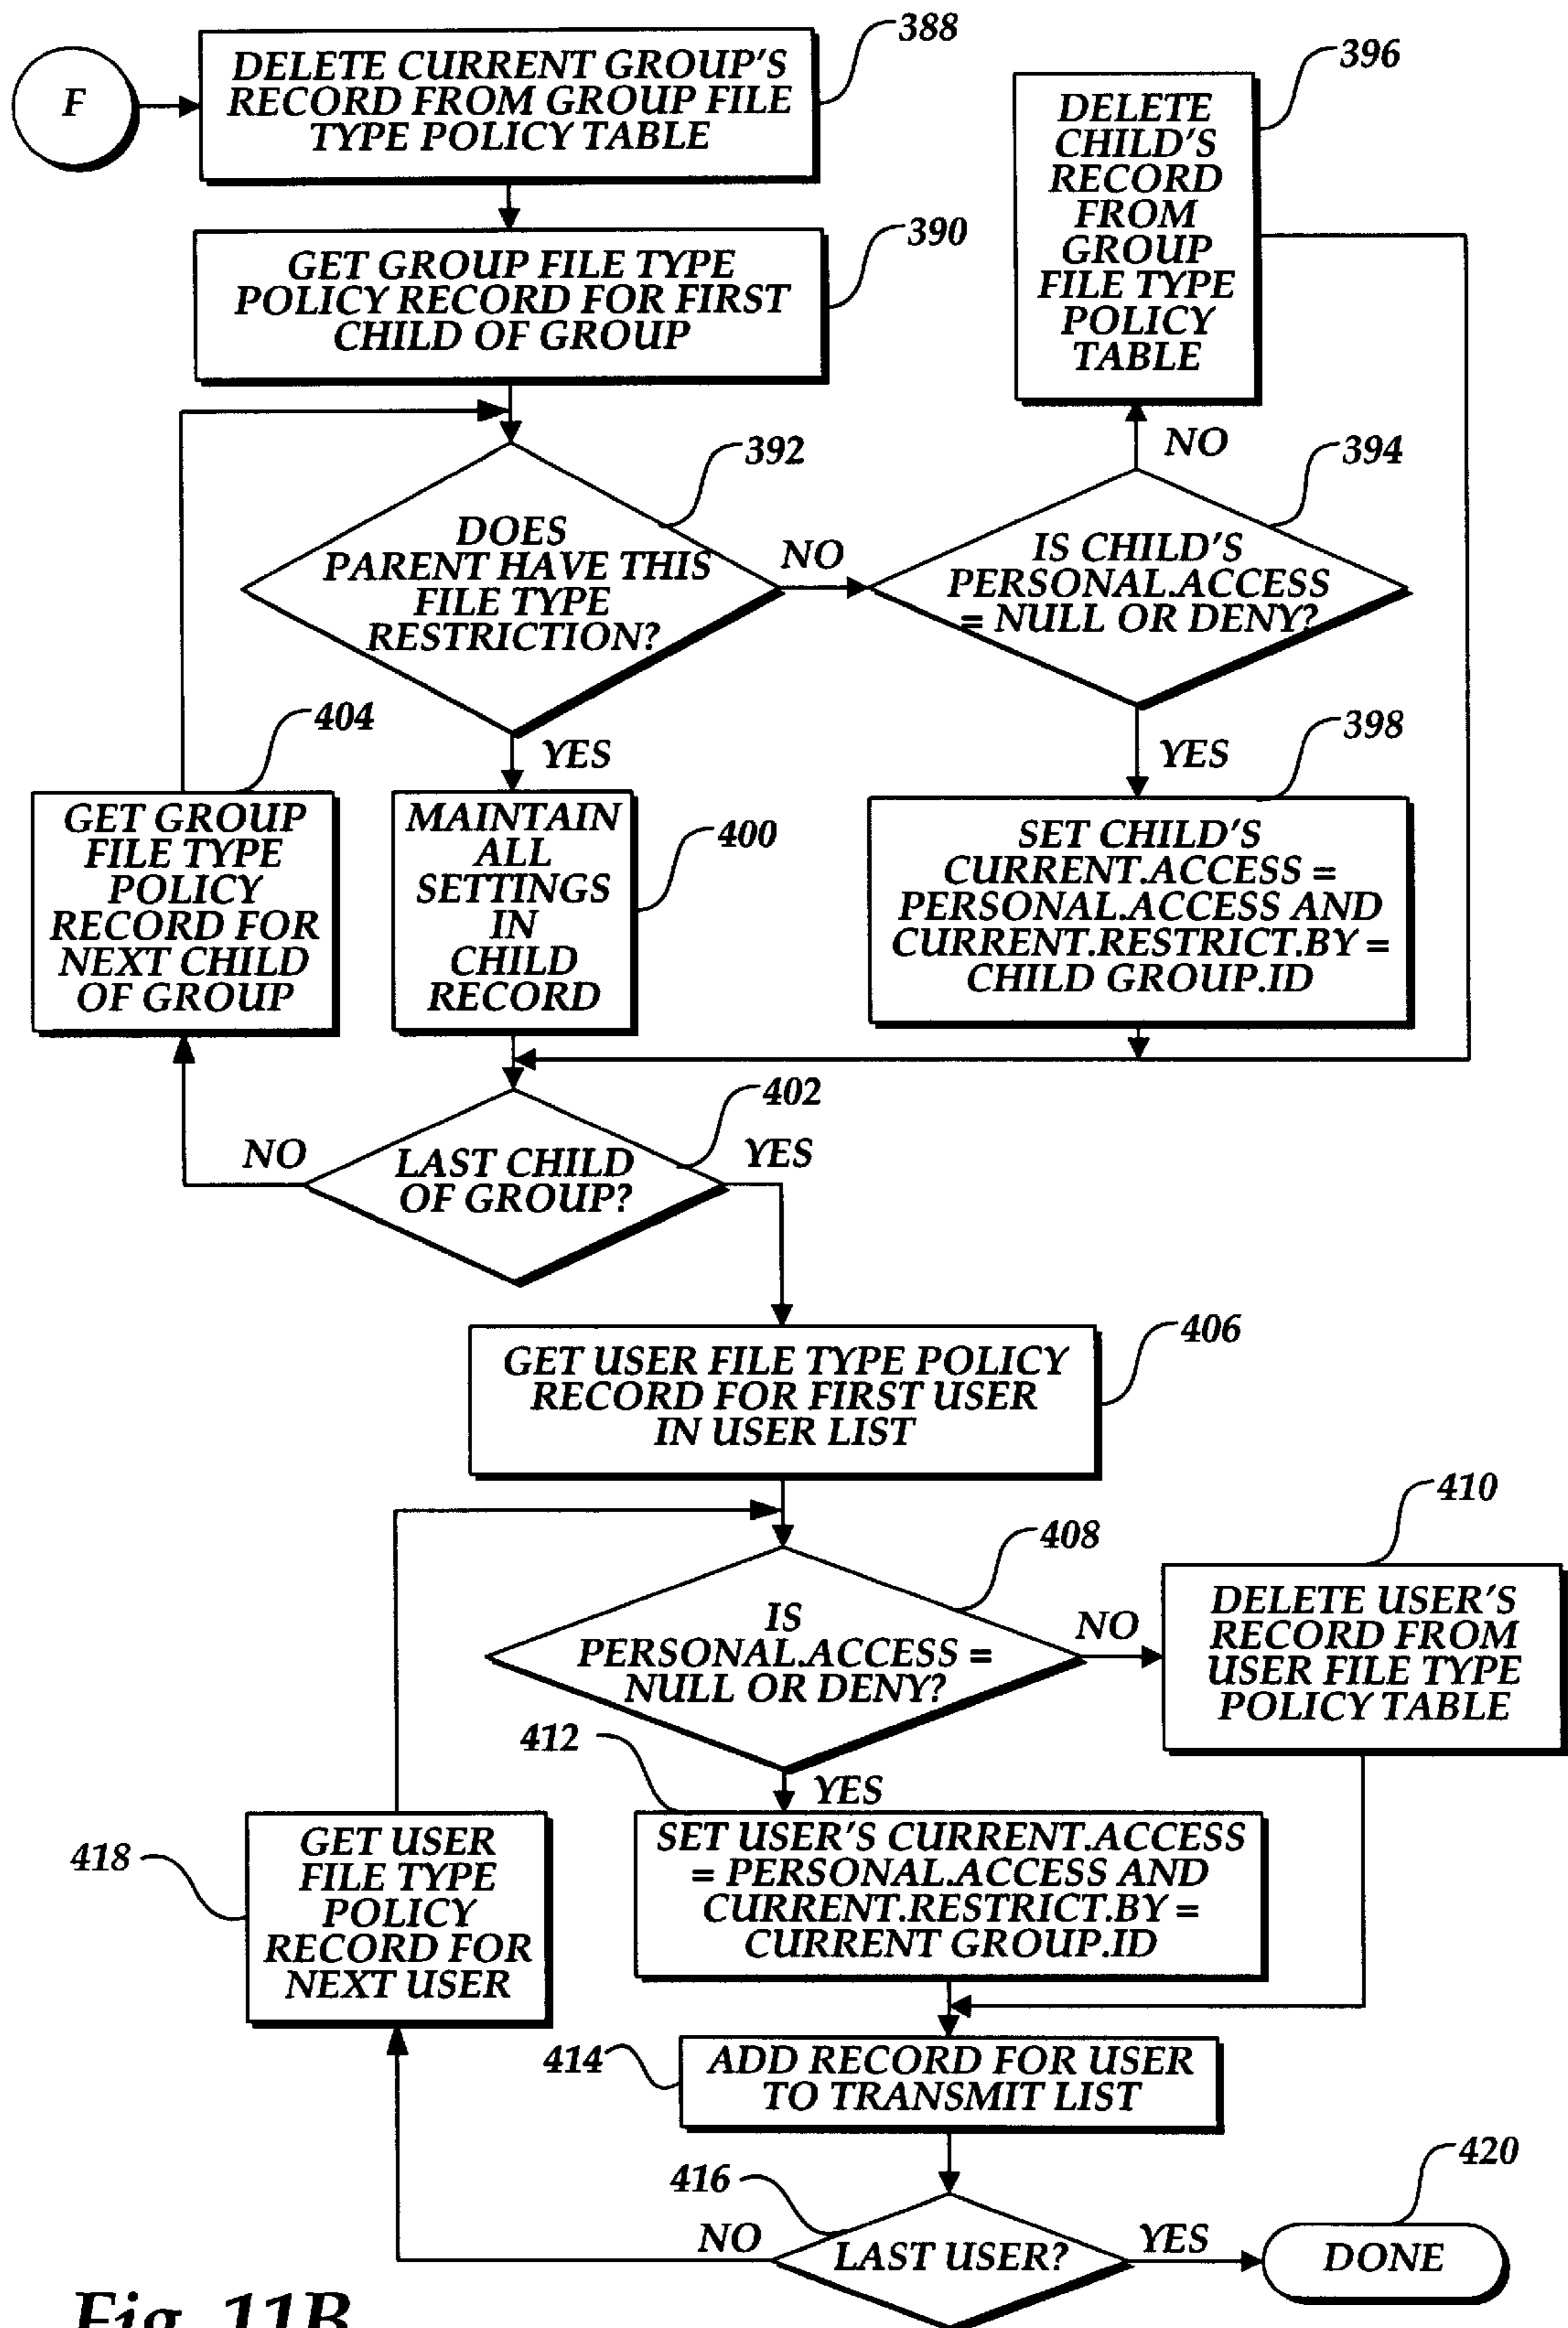 F
DELETE CURRENT GROUP'S
RECORD FROM GROUP FILE
TYPE POLICY TABLE
388
GET GROUP FILE TYPE
POLICY RECORD FOR FIRST
CHILD OF GROUP
390
DELETE
CHILD'S
RECORD
FROM
GROUP
FILE TYPE
POLICY
TABLE
396
DOES
PARENT HAVE THIS
FILE TYPE
RESTRICTION?
392
NO
IS CHILD'S
PERSONAL.ACCESS
= NULL OR DENY?
394
NO
YES
YES
404
GET GROUP
FILE TYPE
POLICY
RECORD FOR
NEXT CHILD
OF GROUP
MAINTAIN
ALL
SETTINGS
IN
CHILD
RECORD
400
SET CHILD'S
CURRENT.ACCESS =
PERSONAL.ACCESS AND
CURRENT.RESTRICT.BY =
CHILD GROUP.ID
398
LAST CHILD
OF GROUP?
402
NO
YES
GET USER FILE TYPE POLICY
RECORD FOR FIRST USER
IN USER LIST
406
IS
PERSONAL.ACCESS =
NULL OR DENY?
408
NO
DELETE USER'S
RECORD FROM
USER FILE TYPE
POLICY TABLE
410
YES
412
SET USER'S CURRENT.ACCESS
= PERSONAL.ACCESS AND
CURRENT.RESTRICT.BY =
CURRENT GROUP.ID
418
GET USER
FILE TYPE
POLICY
RECORD FOR
NEXT USER
414
ADD RECORD FOR USER
TO TRANSMIT LIST
416
LAST USER?
NO
YES
DONE
420
Fig. 11B